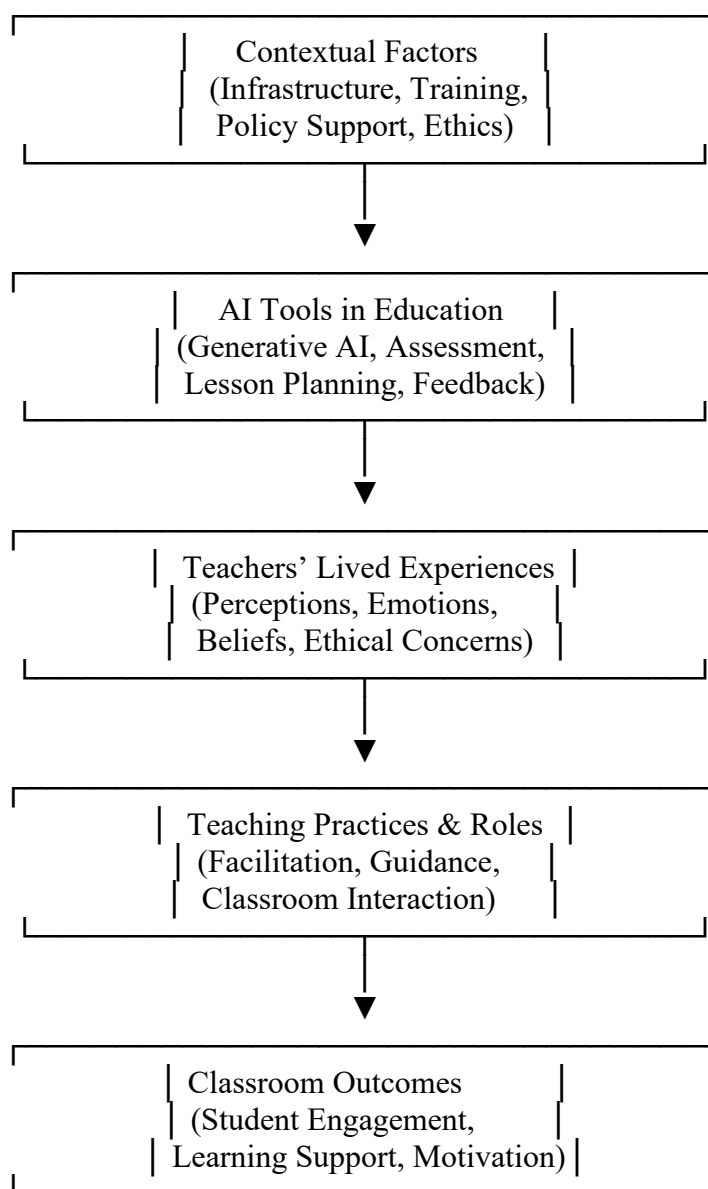 Contextual Factors
(Infrastructure, Training,
Policy Support, Ethics)
AI Tools in Education
(Generative AI, Assessment,
Lesson Planning, Feedback)
Teachers’ Lived Experiences
(Perceptions, Emotions,
Beliefs, Ethical Concerns)
Teaching Practices & Roles
(Facilitation, Guidance,
Classroom Interaction)
Classroom Outcomes
(Student Engagement,
Learning Support, Motivation)